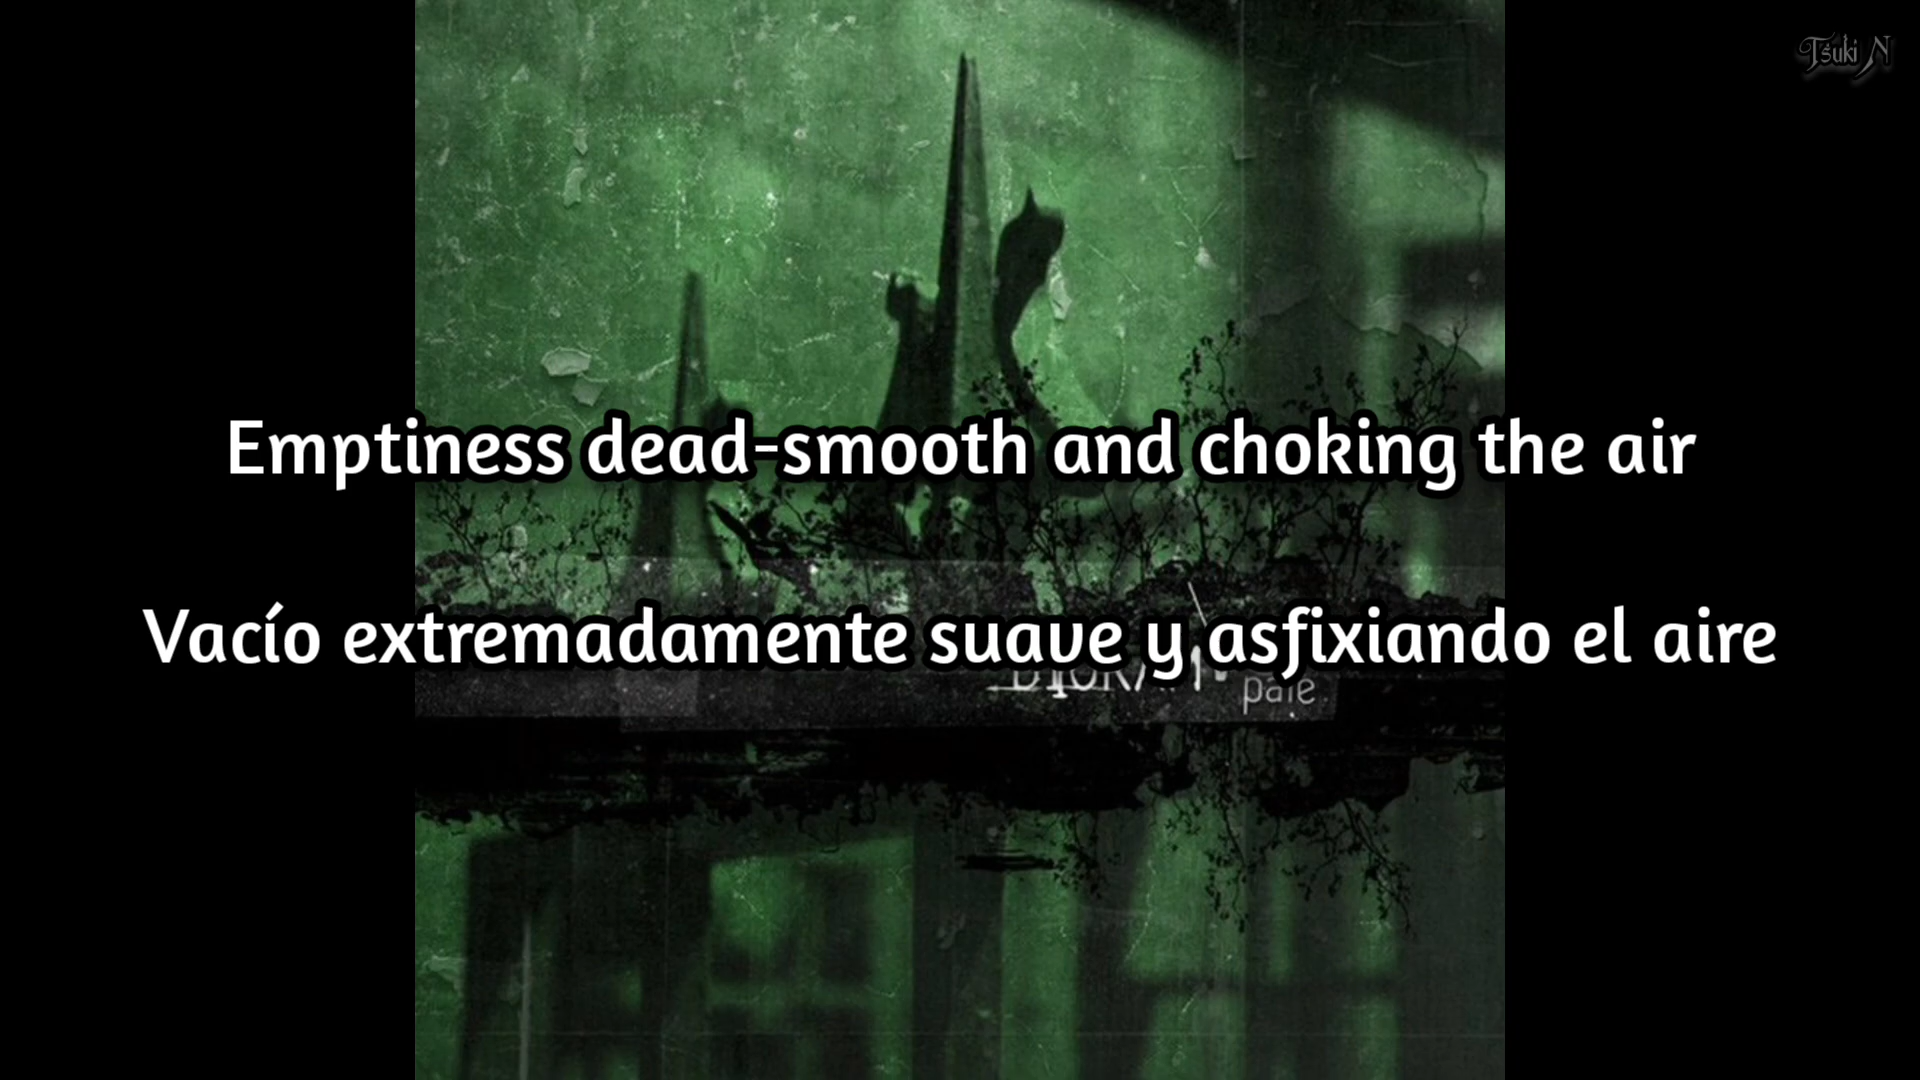 Tsuki N
Emptiness dead-smooth and choking the air
Vacío extremadamente suave y asfixiando el aire
pale